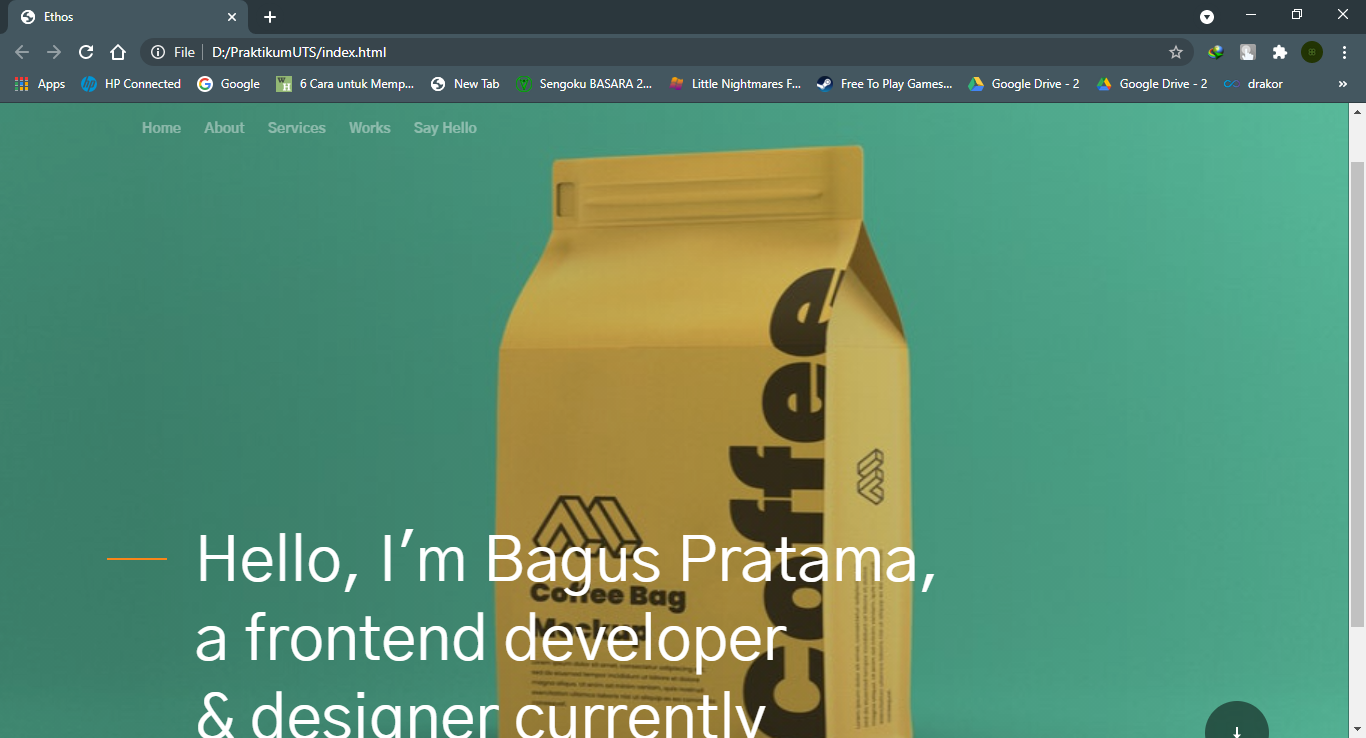 Ethos
File D:/PraktikumUTS/index.html
Apps HP Connected Google 6 Cara untuk Memp... New Tab Sengoku BASARA 2... Little Nightmares F... Free To Play Games... Google Drive - 2 Google Drive - 2 drakor »
Home About Services Works Say Hello
coffee
Hello, I’m Bagus Pratama,
a frontend developer
& designer currently
Coffee Bag
Mockup